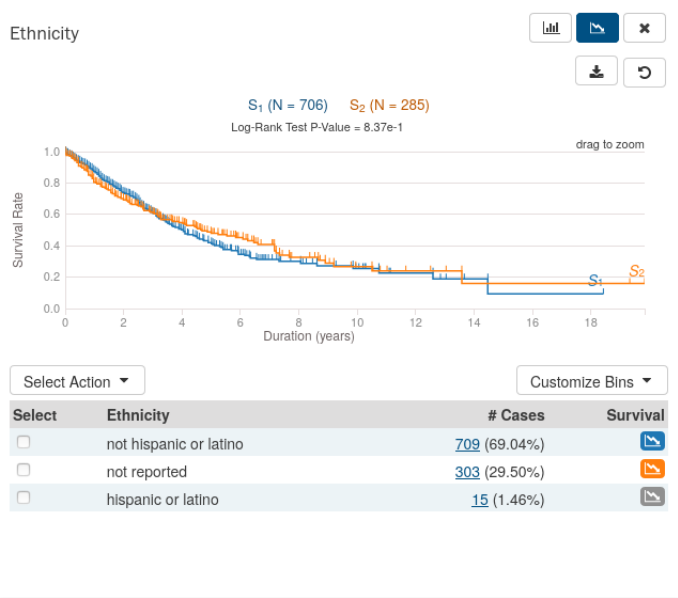 Ethnicity
S1 (N = 706) S2 (N = 285)
Log-Rank Test P-Value = 8.37e-1
drag to zoom
1.0
0.8
0.6
0.4
0.2
0.0
Survival Rate
S1
S2
0 2 4 6 8 10 12 14 16 18
Duration (years)
Select Action Customize Bins
Select Ethnicity # Cases Survival
not hispanic or latino 709 (69.04%)
not reported 303 (29.50%)
hispanic or latino 15 (1.46%)